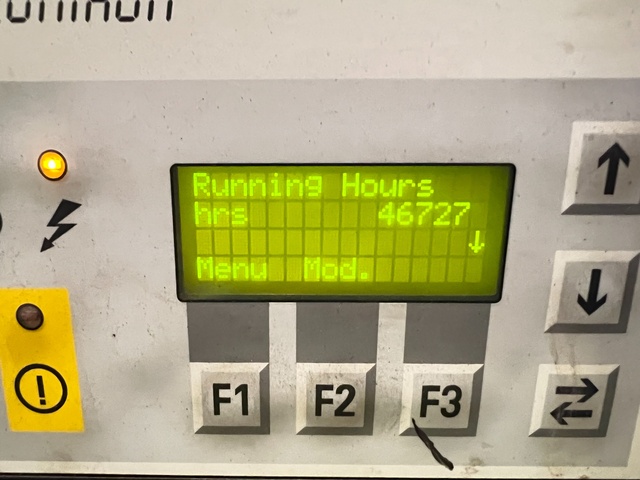 Running Hours
hrs 46727
↓
Menu Mod.
F1 F2 F3